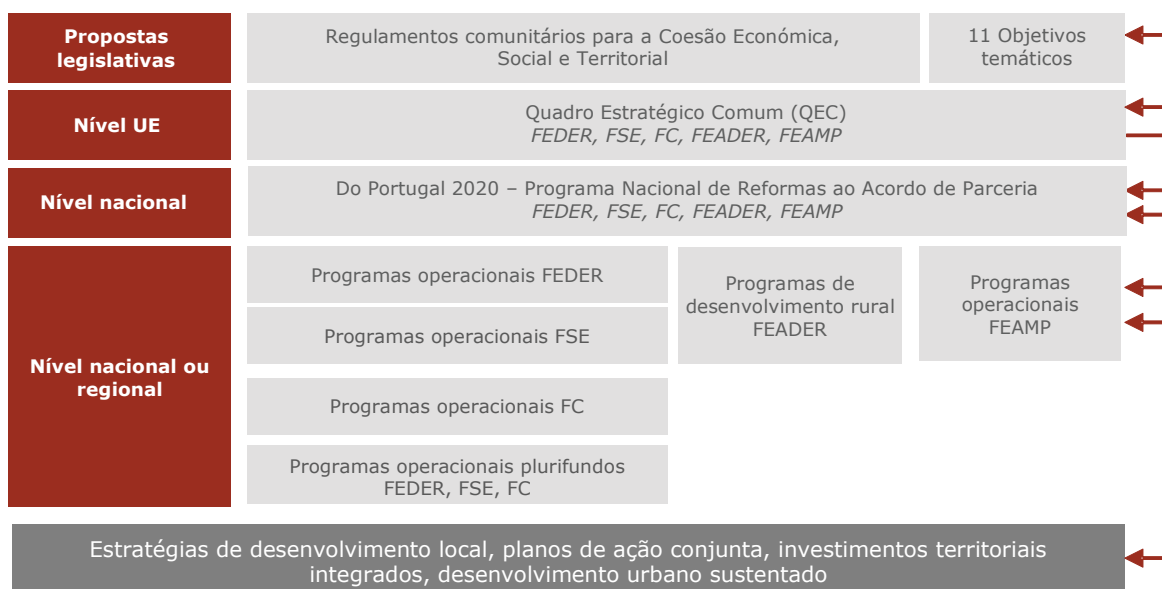 Propostas
legislativas
Regulamentos comunitários para a Coesão Económica,
Social e Territorial
11 Objetivos
temáticos
Nível UE
Quadro Estratégico Comum (QEC)
FEDER, FSE, FC, FEADER, FEAMP
Nível nacional
Do Portugal 2020 – Programa Nacional de Reformas ao Acordo de Parceria
FEDER, FSE, FC, FEADER, FEAMP
Nível nacional ou
regional
Programas operacionais FEDER
Programas operacionais FSE
Programas operacionais FC
Programas operacionais plurifundos
FEDER, FSE, FC
Programas de
desenvolvimento rural
FEADER
Programas
operacionais
FEAMP
Estratégias de desenvolvimento local, planos de ação conjunta, investimentos territoriais
integrados, desenvolvimento urbano sustentado